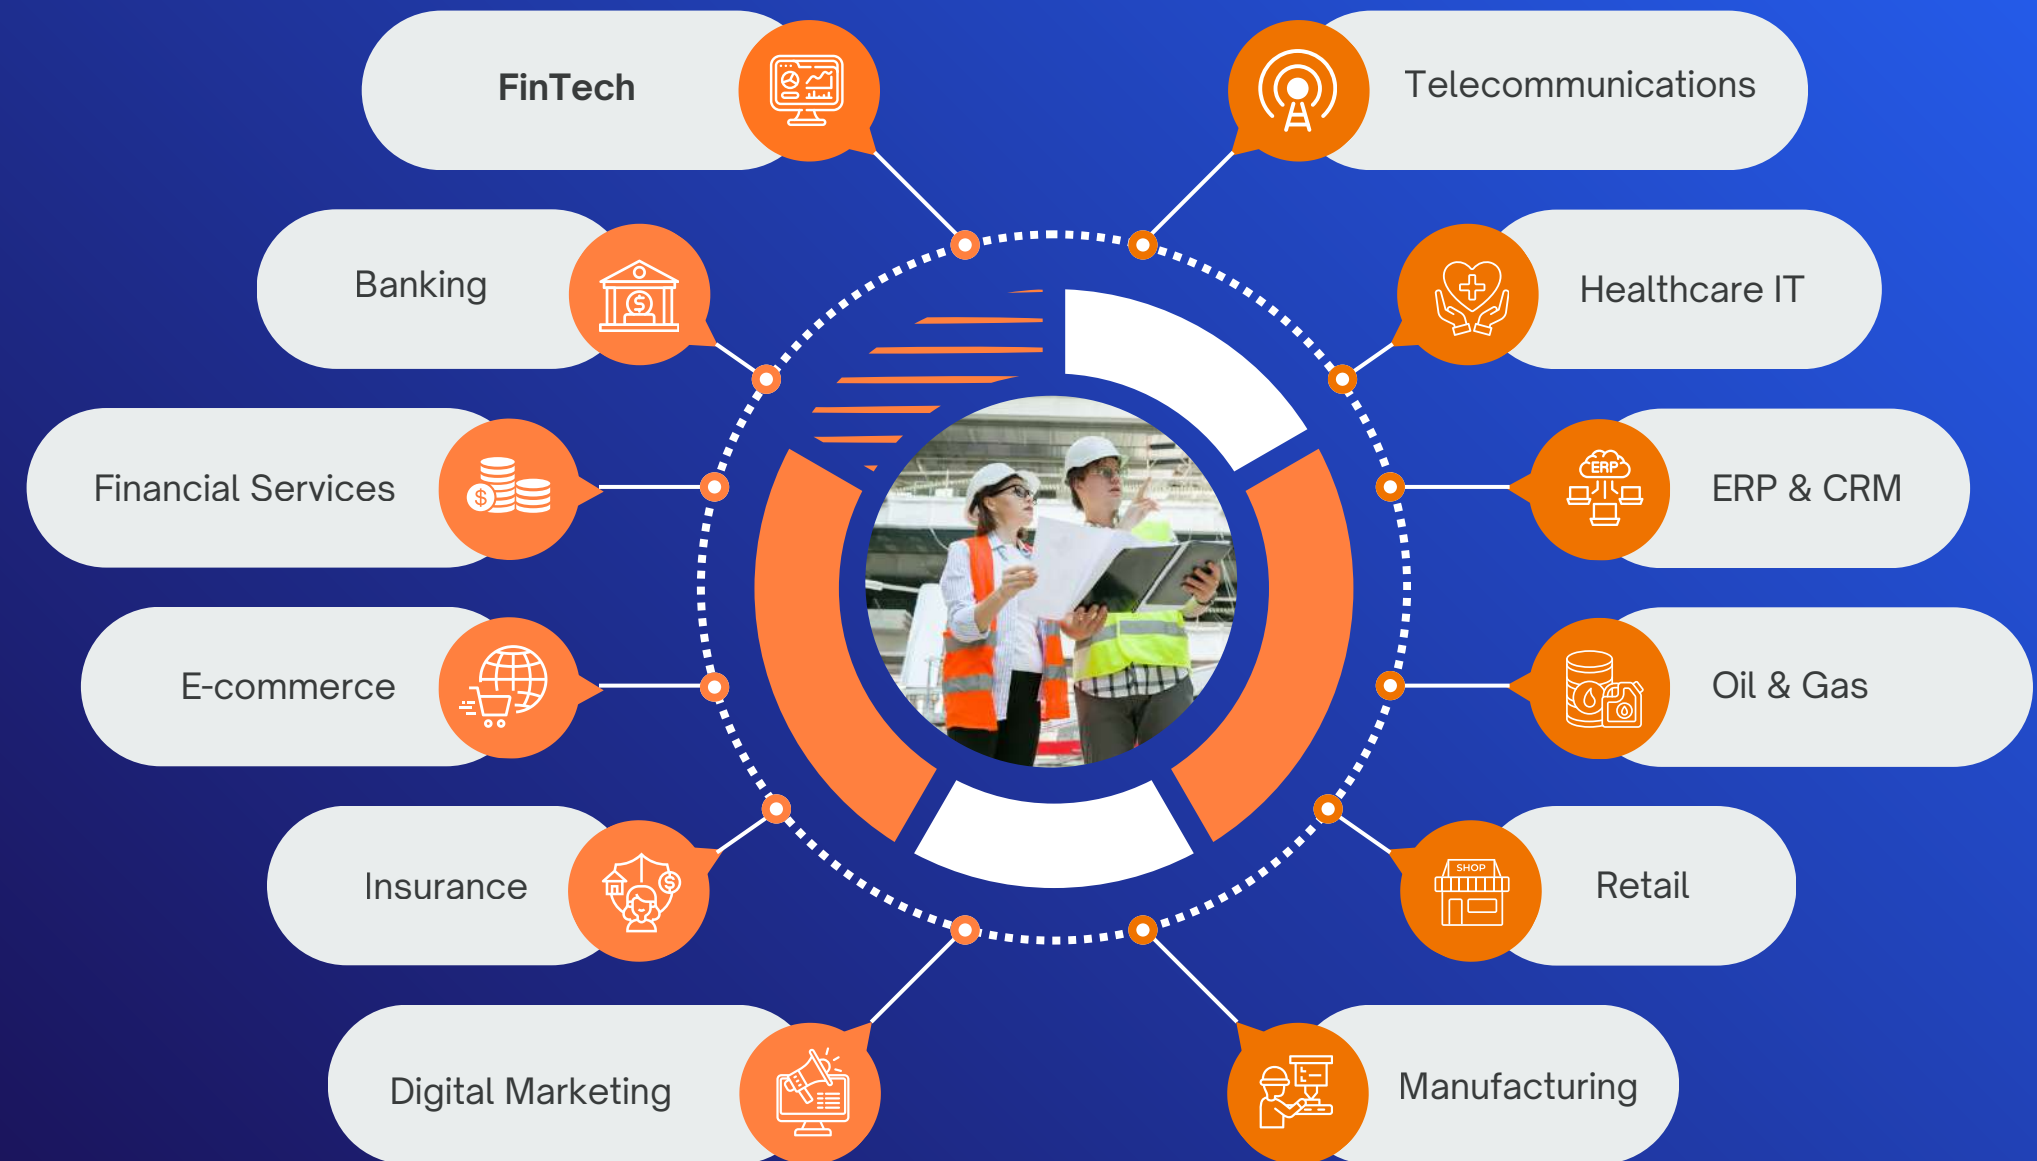 FinTech
Telecommunications
Banking
Healthcare IT
Financial Services
ERP
ERP & CRM
E-commerce
Oil & Gas
Insurance
SHOP
Retail
Digital Marketing
Manufacturing